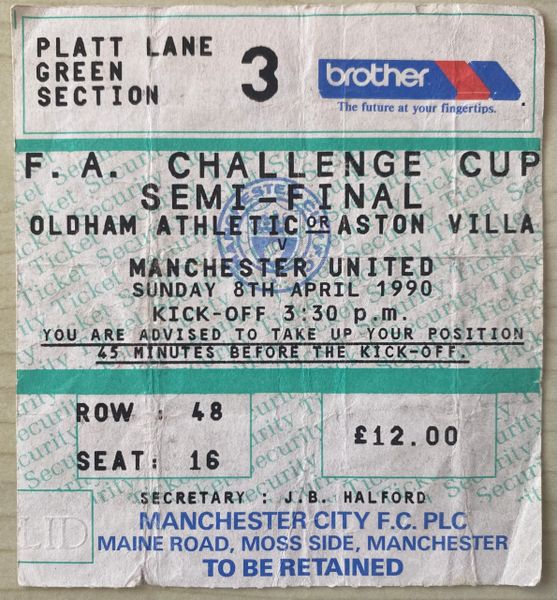 PLATT LANE
GREEN
SECTION
3
brother
The future at your fingertips.
F.A. CHALLENGE CUP
SEMI-FINAL
OLDHAM ATHLETIC or ASTON VILLA
V
MANCHESTER UNITED
SUNDAY 8TH APRIL 1990
KICK-OFF 3:30 p.m.
YOU ARE ADVISED TO TAKE UP YOUR POSITION
45 MINUTES BEFORE THE KICK-OFF.
ROW : 48
SEAT: 16
£12.00
SECRETARY : J.B. HALFORD
MANCHESTER CITY F.C. PLC
MAINE ROAD, MOSS SIDE, MANCHESTER
TO BE RETAINED
Ticket Security